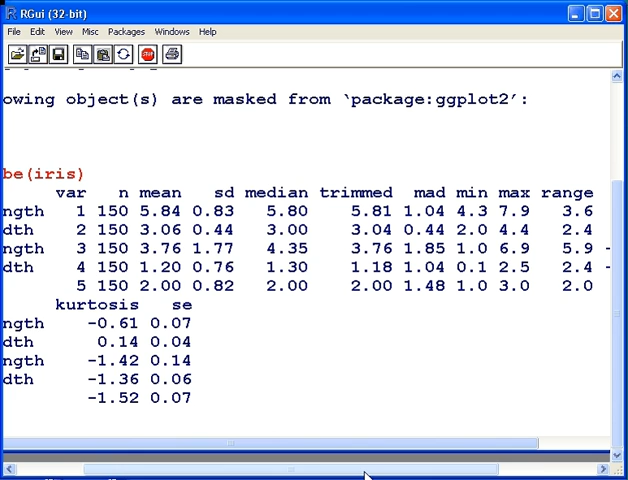 RGui (32-bit)
File Edit View Misc Packages Windows Help
STOP
owing object(s) are masked from ‘package:ggplot2’:
be(iris)
var n mean sd median trimmed mad min max range
ngth 1 150 5.84 0.83 5.80 5.81 1.04 4.3 7.9 3.6
dth 2 150 3.06 0.44 3.00 3.04 0.44 2.0 4.4 2.4
ngth 3 150 3.76 1.77 4.35 3.76 1.85 1.0 6.9 5.9 -
dth 4 150 1.20 0.76 1.30 1.18 1.04 0.1 2.5 2.4 -
5 150 2.00 0.82 2.00 2.00 1.48 1.0 3.0 2.0
kurtosis se
ngth -0.61 0.07
dth 0.14 0.04
ngth -1.42 0.14
dth -1.36 0.06
-1.52 0.07